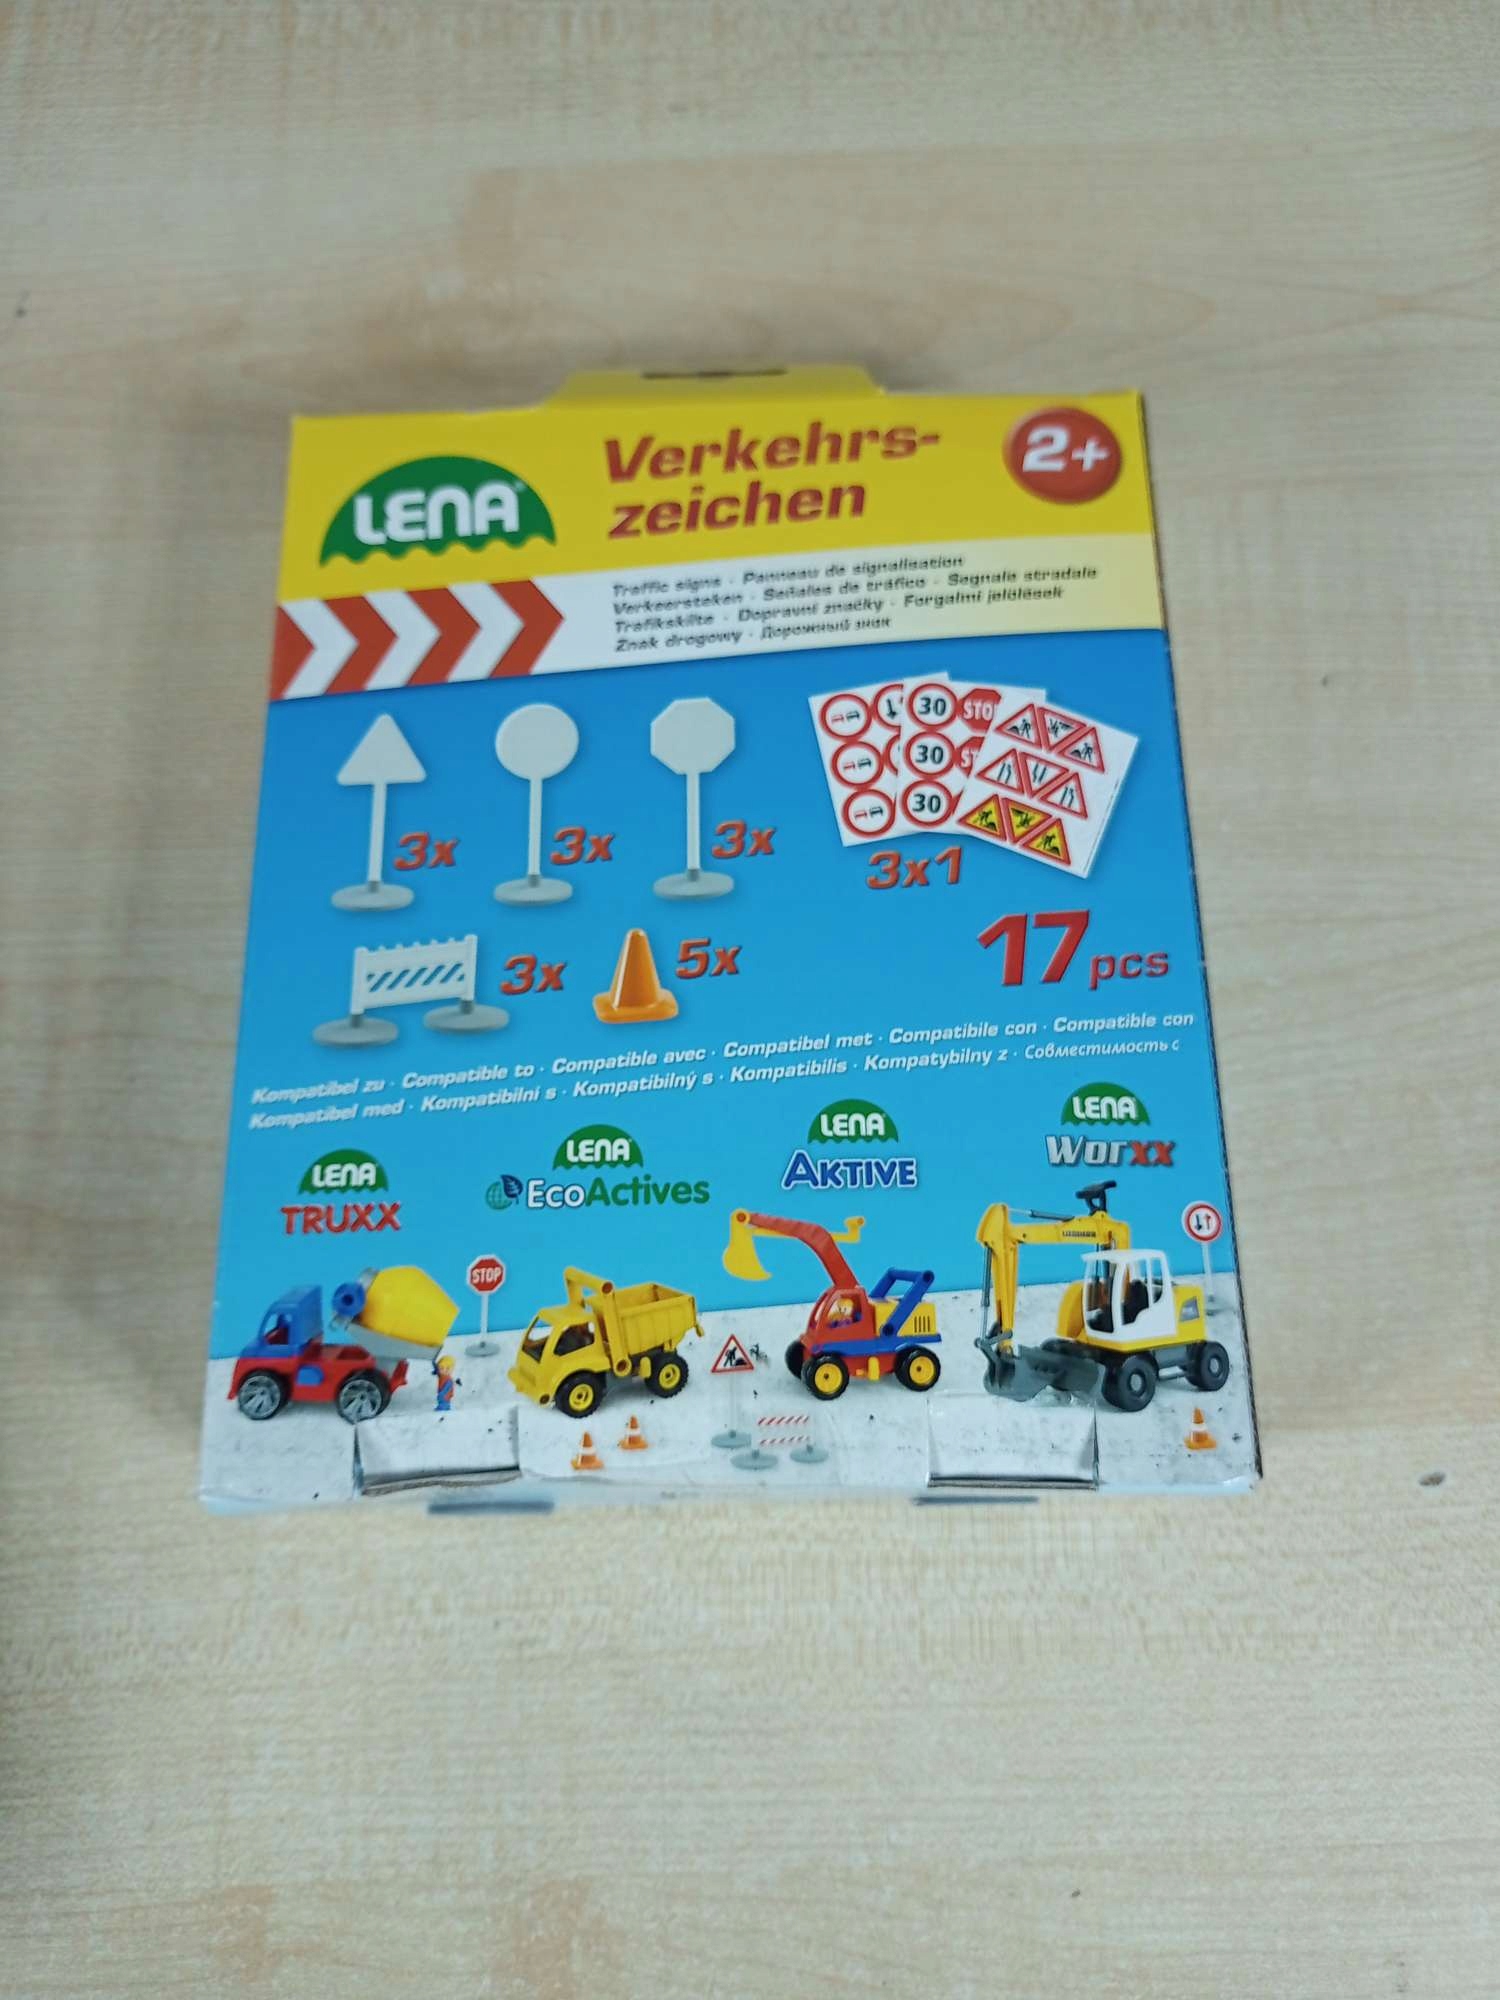 LENA
Verkehrs-
zeichen
2+
Traffic signs · Panneau de signalisation
Verkeersteken · Señales de tráfico · Segnale stradale
Trafikskilte · Dopravní značky · Forgalmi jelölések
Znak drogowy · Дорожный знак
30 STO
30
30
3x 3x 3x
3x1
3x 5x
17 pcs
Kompatibel zu · Compatible to · Compatible avec · Compatibel met · Compatibile con · Compatible con
Kompatibel med · Kompatibilní s · Kompatibilný s · Kompatibilis · Kompatybilny z · Совместимость с
LENA
TRUXX
LENA
EcoActives
LENA
AKTIVE
LENA
Worxx
STOP
LIEBHERR